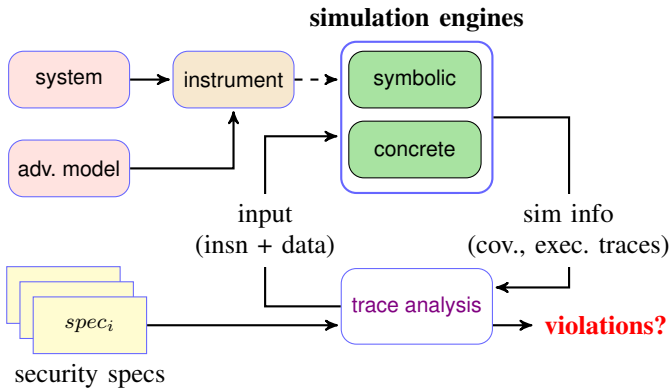 simulation engines
system
instrument
symbolic
concrete
adv. model
input
(insn + data)
sim info
(cov., exec. traces)
trace analysis
spec_i
violations?
security specs